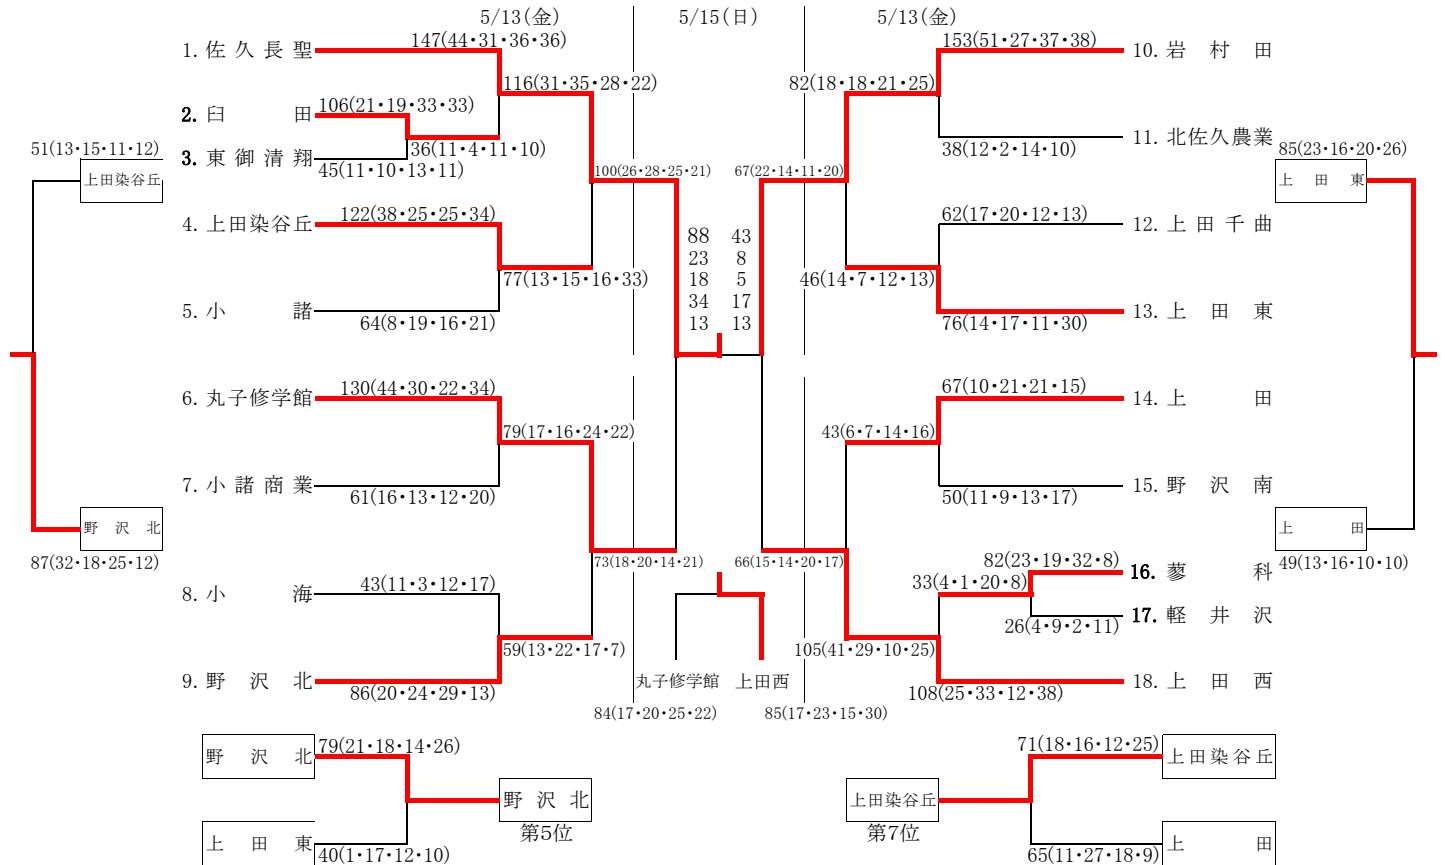 5/13(金)
5/15(日)
5/13(金)
1. 佐久長聖
147(44・31・36・36)
153(51・27・37・38)
10. 岩村田
116(31・35・28・22)
82(18・18・21・25)
2. 臼田
106(21・19・33・33)
11. 北佐久農業
38(12・2・14・10)
3. 東御清翔
36(11・4・11・10)
45(11・10・13・11)
51(13・15・11・12)
上田染谷丘
85(23・16・20・26)
上田東
100(26・28・25・21)
67(22・14・11・20)
4. 上田染谷丘
122(38・25・25・34)
62(17・20・12・13)
12. 上田千曲
88 43
23 8
18 5
34 17
13 13
77(13・15・16・33)
46(14・7・12・13)
5. 小諸
64(8・19・16・21)
76(14・17・11・30)
13. 上田東
6. 丸子修学館
130(44・30・22・34)
67(10・21・21・15)
14. 上田
79(17・16・24・22)
43(6・7・14・16)
7. 小諸商業
61(16・13・12・20)
50(11・9・13・17)
15. 野沢南
野沢北
87(32・18・25・12)
上田
49(13・16・10・10)
73(18・20・14・21)
66(15・14・20・17)
8. 小海
43(11・3・12・17)
33(4・1・20・8)
82(23・19・32・8)
16. 蓼科
26(4・9・2・11)
17. 軽井沢
59(13・22・17・7)
105(41・29・10・25)
9. 野沢北
86(20・24・29・13)
丸子修学館
上田西
108(25・33・12・38)
18. 上田西
84(17・20・25・22)
85(17・23・15・30)
野沢北
79(21・18・14・26)
71(18・16・12・25)
上田染谷丘
野沢北
上田染谷丘
第5位
第7位
上田東
40(1・17・12・10)
65(11・27・18・9)
上田